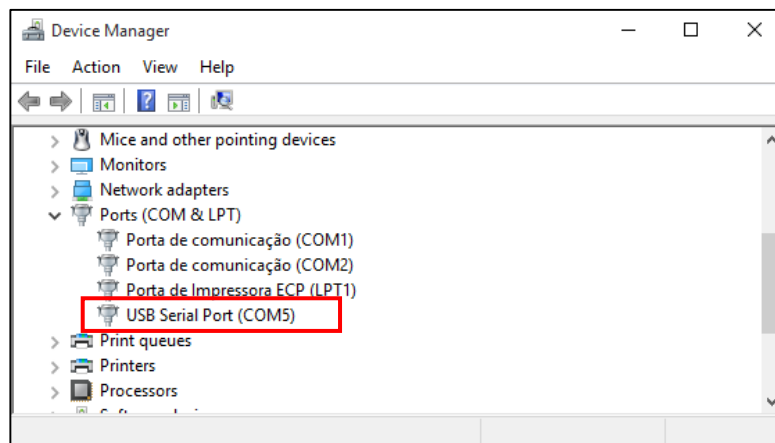 Device Manager
File Action View Help
Mice and other pointing devices
Monitors
Network adapters
Ports (COM & LPT)
Porta de comunicação (COM1)
Porta de comunicação (COM2)
Porta de Impressora ECP (LPT1)
USB Serial Port (COM5)
Print queues
Printers
Processors